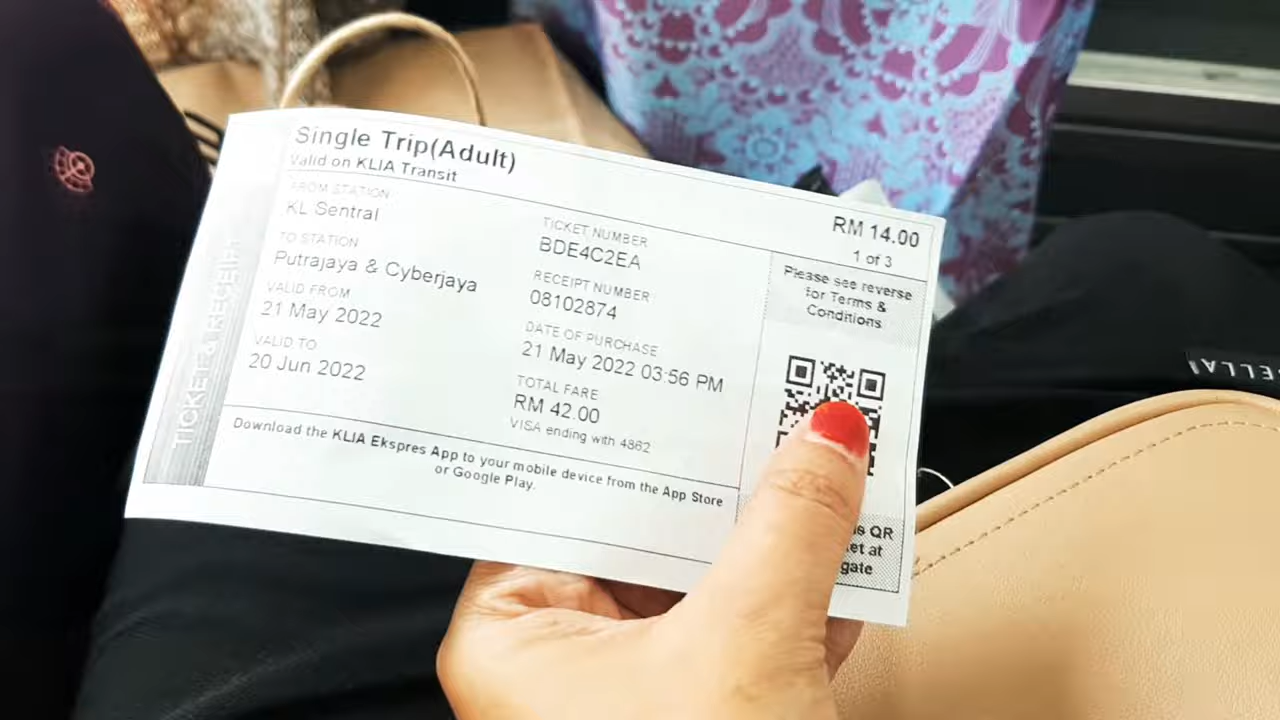 Single Trip(Adult)
Valid on KLIA Transit
RM 14.00
1 of 3
FROM STATION
KL Sentral
TO STATION
Putrajaya & Cyberjaya
VALID FROM
21 May 2022
VALID TO
20 Jun 2022
TICKET NUMBER
BDE4C2EA
RECEIPT NUMBER
08102874
DATE OF PURCHASE
21 May 2022 03:56 PM
TOTAL FARE
RM 42.00
VISA ending with 4862
Please see reverse
for Terms &
Conditions
QR
at
gate
Download the KLIA Ekspres App to your mobile device from the App Store
or Google Play.
TICKET & RECEIPT